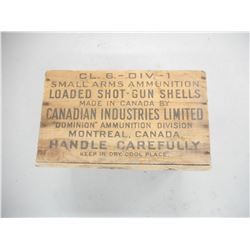 CL. 6.-DIV-1
SMALL ARMS AMMUNITION
LOADED SHOT-GUN SHELLS
MADE IN CANADA BY
CANADIAN INDUSTRIES LIMITED
"DOMINION" AMMUNITION DIVISION
MONTREAL, CANADA
HANDLE CAREFULLY
KEEP IN DRY, COOL PLACE.